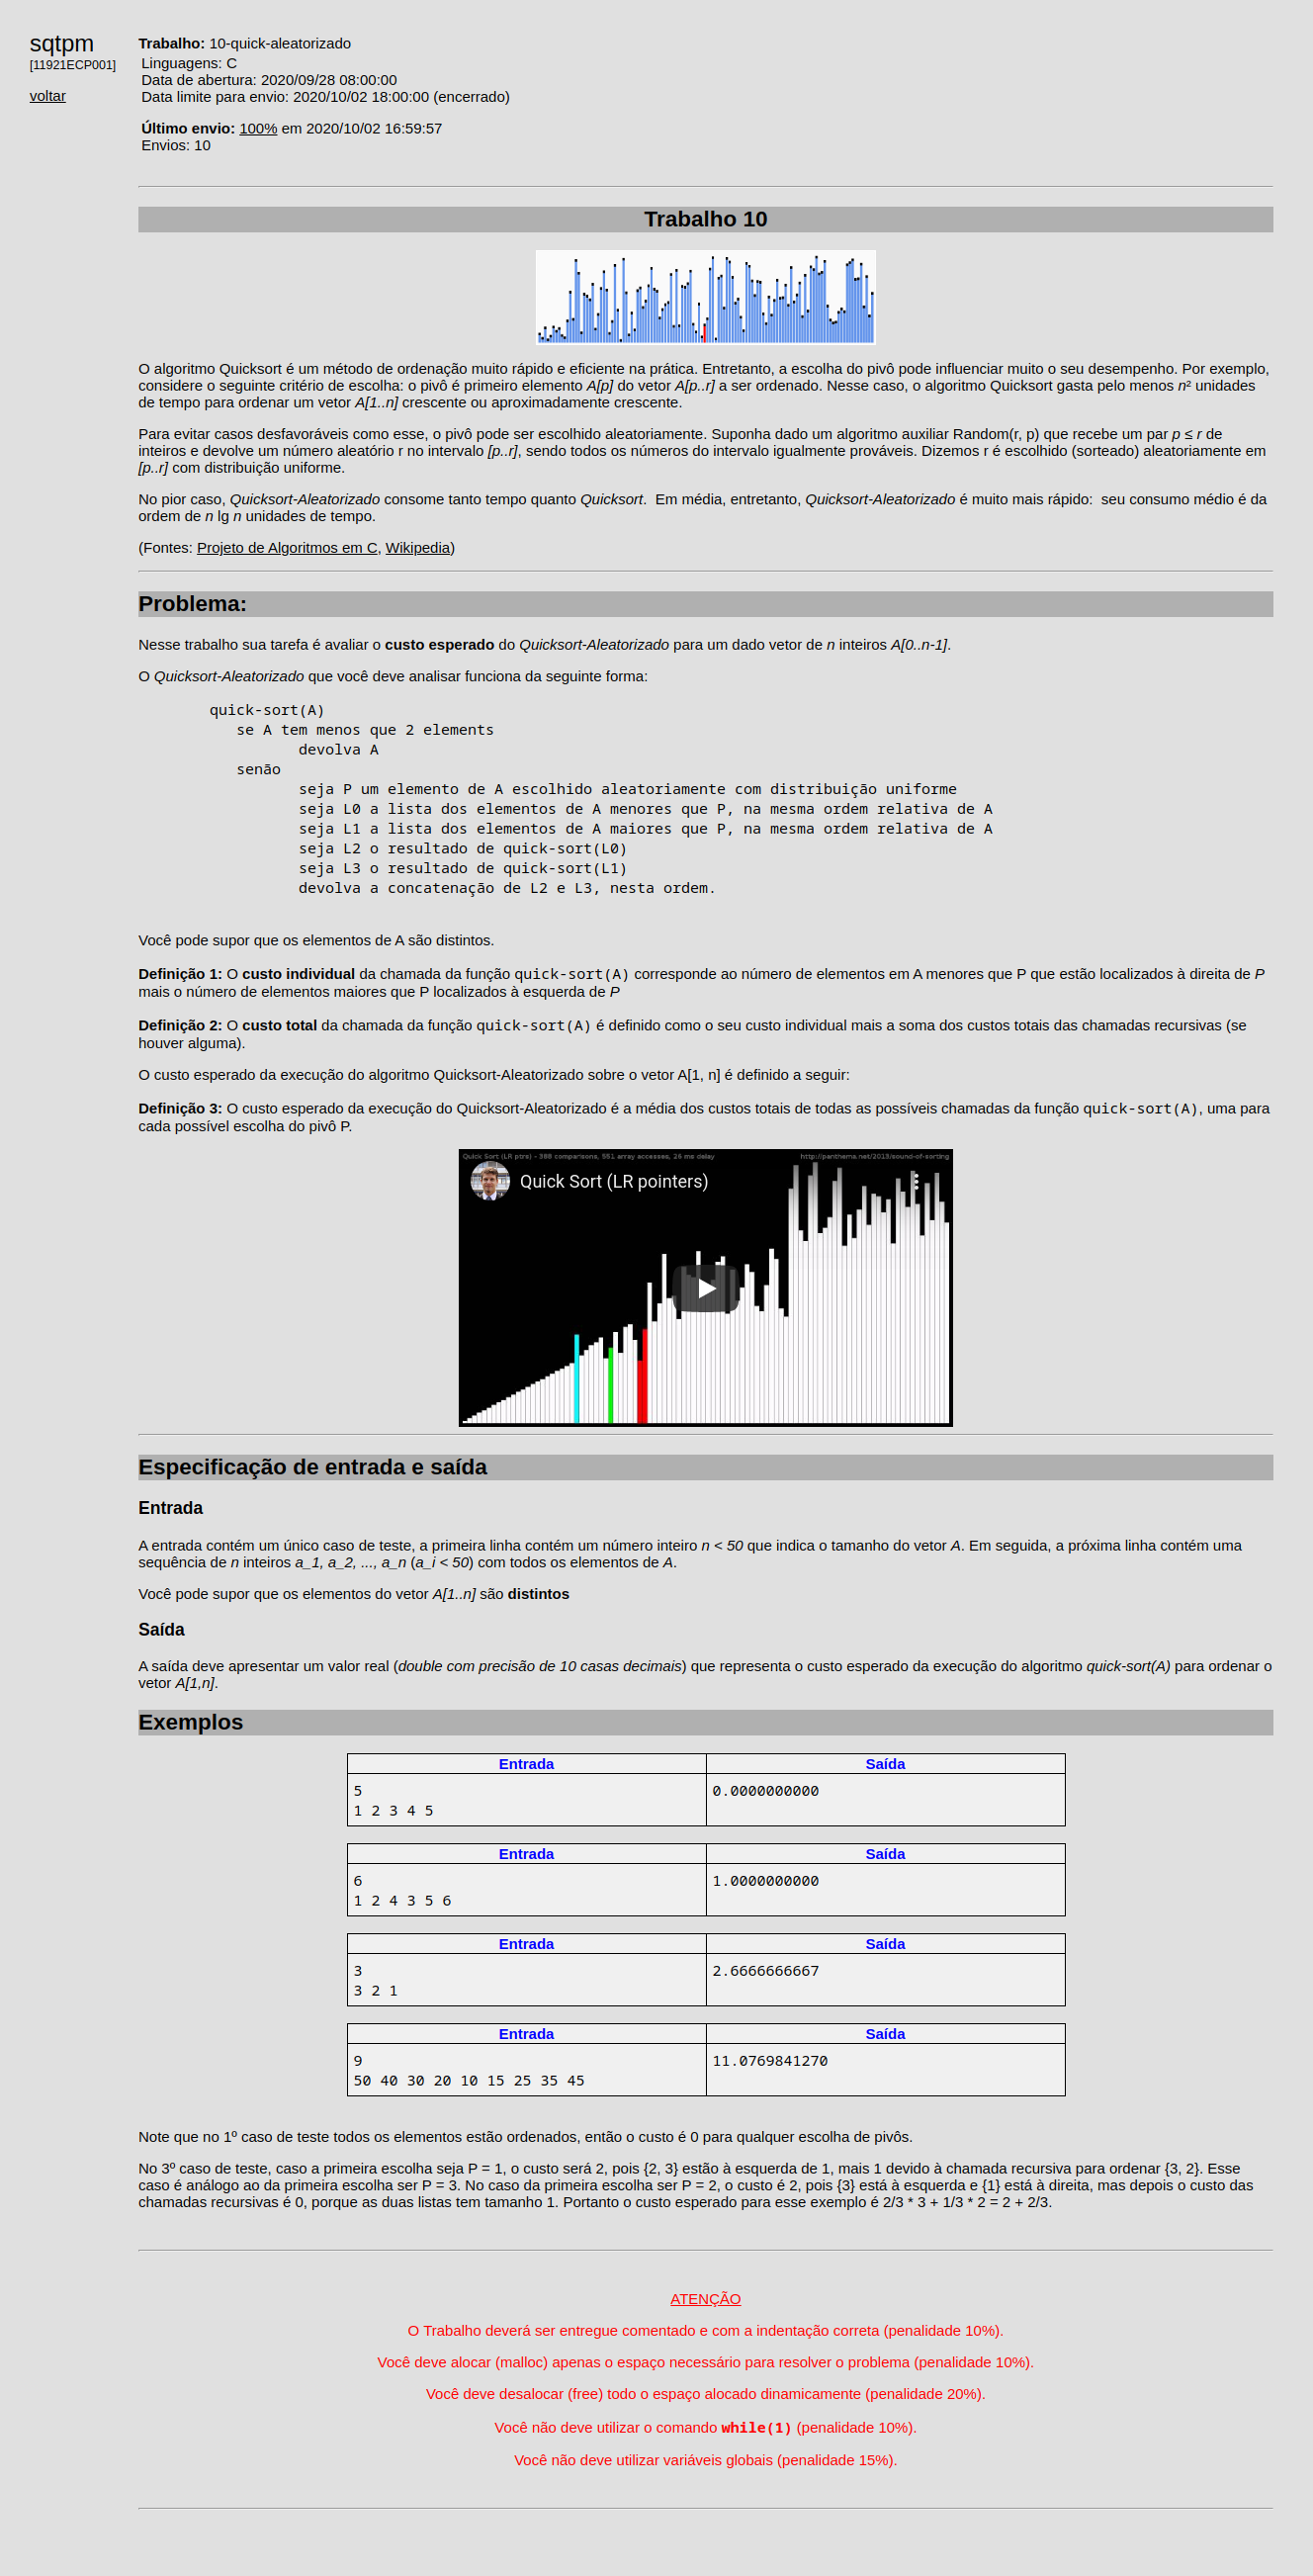 sqtpm
[11921ECP001]
voltar
Trabalho: 10-quick-aleatorizado
Linguagens: C
Data de abertura: 2020/09/28 08:00:00
Data limite para envio: 2020/10/02 18:00:00 (encerrado)
Último envio: 100% em 2020/10/02 16:59:57
Envios: 10
Trabalho 10
O algoritmo Quicksort é um método de ordenação muito rápido e eficiente na prática. Entretanto, a escolha do pivô pode influenciar muito o seu desempenho. Por exemplo,
considere o seguinte critério de escolha: o pivô é primeiro elemento A[p] do vetor A[p..r] a ser ordenado. Nesse caso, o algoritmo Quicksort gasta pelo menos n² unidades
de tempo para ordenar um vetor A[1..n] crescente ou aproximadamente crescente.
Para evitar casos desfavoráveis como esse, o pivô pode ser escolhido aleatoriamente. Suponha dado um algoritmo auxiliar Random(r, p) que recebe um par p ≤ r de
inteiros e devolve um número aleatório r no intervalo [p..r], sendo todos os números do intervalo igualmente prováveis. Dizemos r é escolhido (sorteado) aleatoriamente em
[p..r] com distribuição uniforme.
No pior caso, Quicksort-Aleatorizado consome tanto tempo quanto Quicksort.  Em média, entretanto, Quicksort-Aleatorizado é muito mais rápido:  seu consumo médio é da
ordem de n lg n unidades de tempo.
(Fontes: Projeto de Algoritmos em C, Wikipedia)
Problema:
Nesse trabalho sua tarefa é avaliar o custo esperado do Quicksort-Aleatorizado para um dado vetor de n inteiros A[0..n-1].
O Quicksort-Aleatorizado que você deve analisar funciona da seguinte forma:
quick-sort(A)
se A tem menos que 2 elements
devolva A
senão
seja P um elemento de A escolhido aleatoriamente com distribuição uniforme
seja L0 a lista dos elementos de A menores que P, na mesma ordem relativa de A
seja L1 a lista dos elementos de A maiores que P, na mesma ordem relativa de A
seja L2 o resultado de quick-sort(L0)
seja L3 o resultado de quick-sort(L1)
devolva a concatenação de L2 e L3, nesta ordem.
Você pode supor que os elementos de A são distintos.
Definição 1: O custo individual da chamada da função quick-sort(A) corresponde ao número de elementos em A menores que P que estão localizados à direita de P
mais o número de elementos maiores que P localizados à esquerda de P
Definição 2: O custo total da chamada da função quick-sort(A) é definido como o seu custo individual mais a soma dos custos totais das chamadas recursivas (se
houver alguma).
O custo esperado da execução do algoritmo Quicksort-Aleatorizado sobre o vetor A[1, n] é definido a seguir:
Definição 3: O custo esperado da execução do Quicksort-Aleatorizado é a média dos custos totais de todas as possíveis chamadas da função quick-sort(A), uma para
cada possível escolha do pivô P.
Quick Sort (LR ptrs) - 388 comparisons, 551 array accesses, 26 ms delay
http://panthema.net/2013/sound-of-sorting
Quick Sort (LR pointers)
Especificação de entrada e saída
Entrada
A entrada contém um único caso de teste, a primeira linha contém um número inteiro n < 50 que indica o tamanho do vetor A. Em seguida, a próxima linha contém uma
sequência de n inteiros a_1, a_2, ..., a_n (a_i < 50) com todos os elementos de A.
Você pode supor que os elementos do vetor A[1..n] são distintos
Saída
A saída deve apresentar um valor real (double com precisão de 10 casas decimais) que representa o custo esperado da execução do algoritmo quick-sort(A) para ordenar o
vetor A[1,n].
Exemplos
Entrada Saída
5 0.0000000000
1 2 3 4 5
Entrada Saída
6 1.0000000000
1 2 4 3 5 6
Entrada Saída
3 2.6666666667
3 2 1
Entrada Saída
9 11.0769841270
50 40 30 20 10 15 25 35 45
Note que no 1º caso de teste todos os elementos estão ordenados, então o custo é 0 para qualquer escolha de pivôs.
No 3º caso de teste, caso a primeira escolha seja P = 1, o custo será 2, pois {2, 3} estão à esquerda de 1, mais 1 devido à chamada recursiva para ordenar {3, 2}. Esse
caso é análogo ao da primeira escolha ser P = 3. No caso da primeira escolha ser P = 2, o custo é 2, pois {3} está à esquerda e {1} está à direita, mas depois o custo das
chamadas recursivas é 0, porque as duas listas tem tamanho 1. Portanto o custo esperado para esse exemplo é 2/3 * 3 + 1/3 * 2 = 2 + 2/3.
ATENÇÃO
O Trabalho deverá ser entregue comentado e com a indentação correta (penalidade 10%).
Você deve alocar (malloc) apenas o espaço necessário para resolver o problema (penalidade 10%).
Você deve desalocar (free) todo o espaço alocado dinamicamente (penalidade 20%).
Você não deve utilizar o comando while(1) (penalidade 10%).
Você não deve utilizar variáveis globais (penalidade 15%).